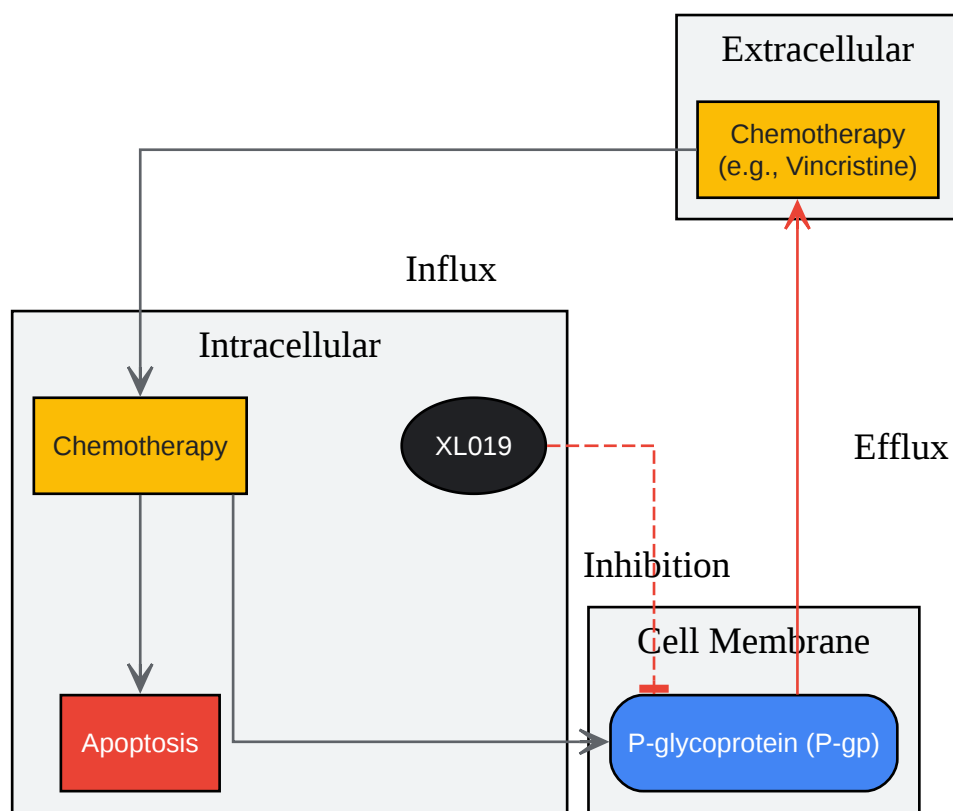 Extracellular
Chemotherapy
(e.g., Vincristine)
Influx
Intracellular
Chemotherapy
XL019
Efflux
Inhibition
Cell Membrane
Apoptosis
P-glycoprotein (P-gp)